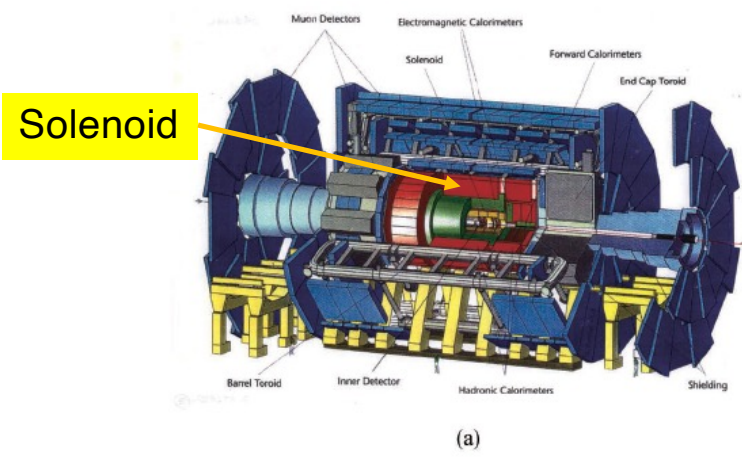 Muon Detectors
Electromagnetic Calorimeters
Solenoid
Forward Calorimeters
End Cap Toroid
Solenoid
Barrel Toroid
Inner Detector
Hadronic Calorimeters
Shielding
(a)